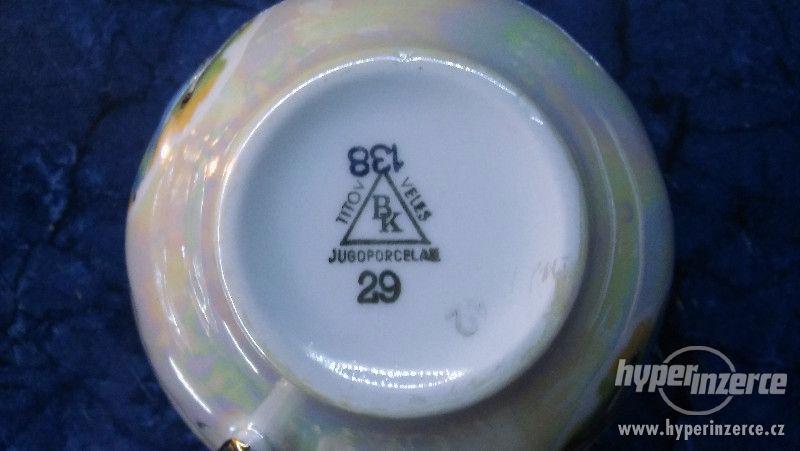 138
TITOV VELES
BK
JUGOPORCELAN
29
hyperinzerce
www.hyperinzerce.cz